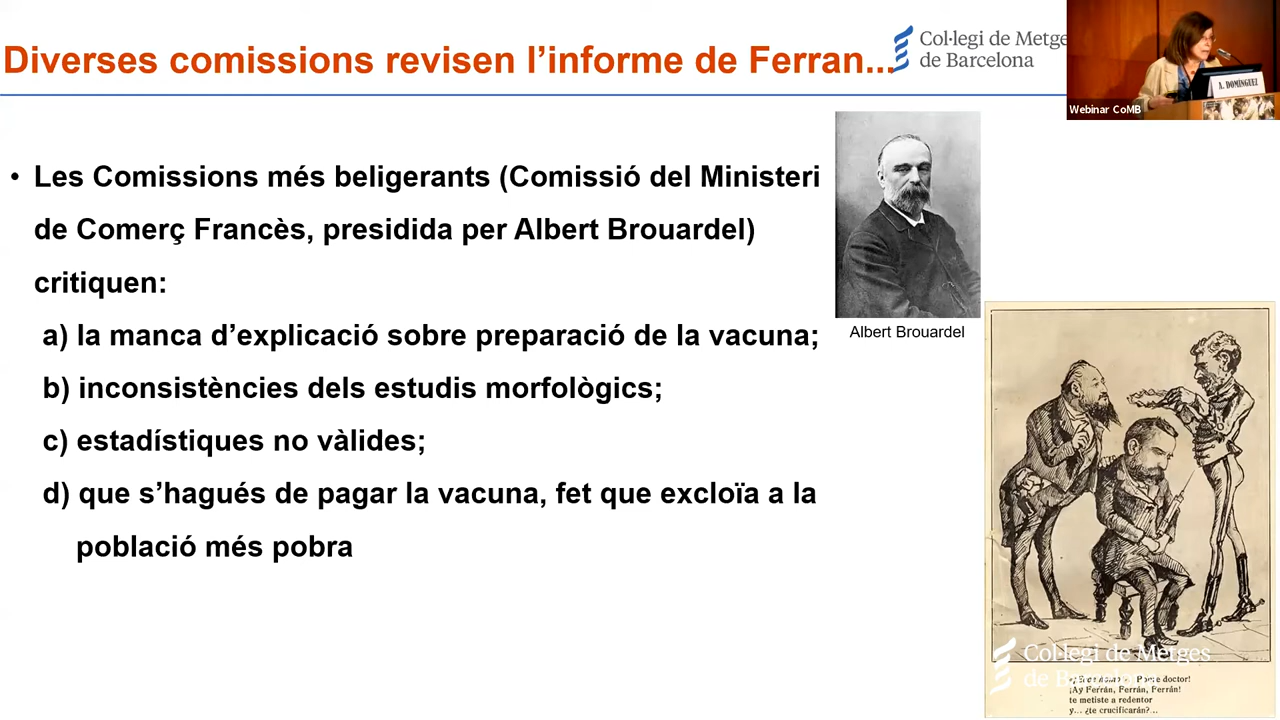 Diverses comissions revisen l’informe de Ferran...
Col·legi de Metges
de Barcelona
A. DOMÍNGUEZ
Webinar CoMB
• Les Comissions més beligerants (Comissió del Ministeri
de Comerç Francès, presidida per Albert Brouardel)
critiquen:
a) la manca d’explicació sobre preparació de la vacuna;
b) inconsistències dels estudis morfològics;
c) estadístiques no vàlides;
d) que s’hagués de pagar la vacuna, fet que excloïa a la
població més pobra
Albert Brouardel
Col·legi de Metges
de Barcelona
doctor!
¡Ay Ferrán, Ferrán, Ferrán!
te metiste a redentor
y... ¿te crucificarán?...